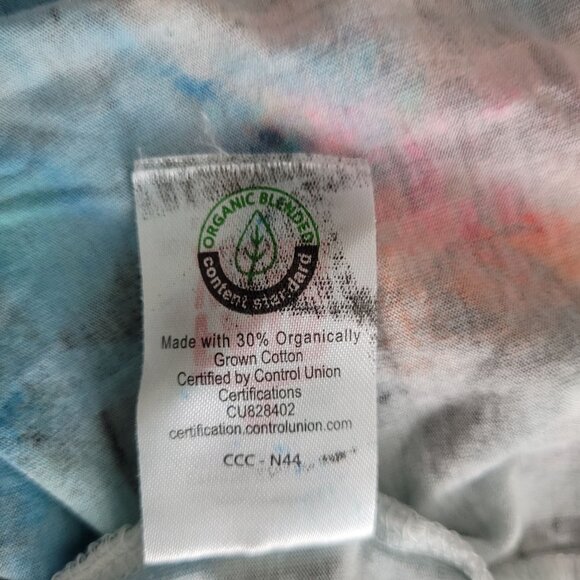 ORGANIC BLENDED
content standard
Made with 30% Organically
Grown Cotton
Certified by Control Union
Certifications
CU828402
certification.controlunion.com
CCC - N44